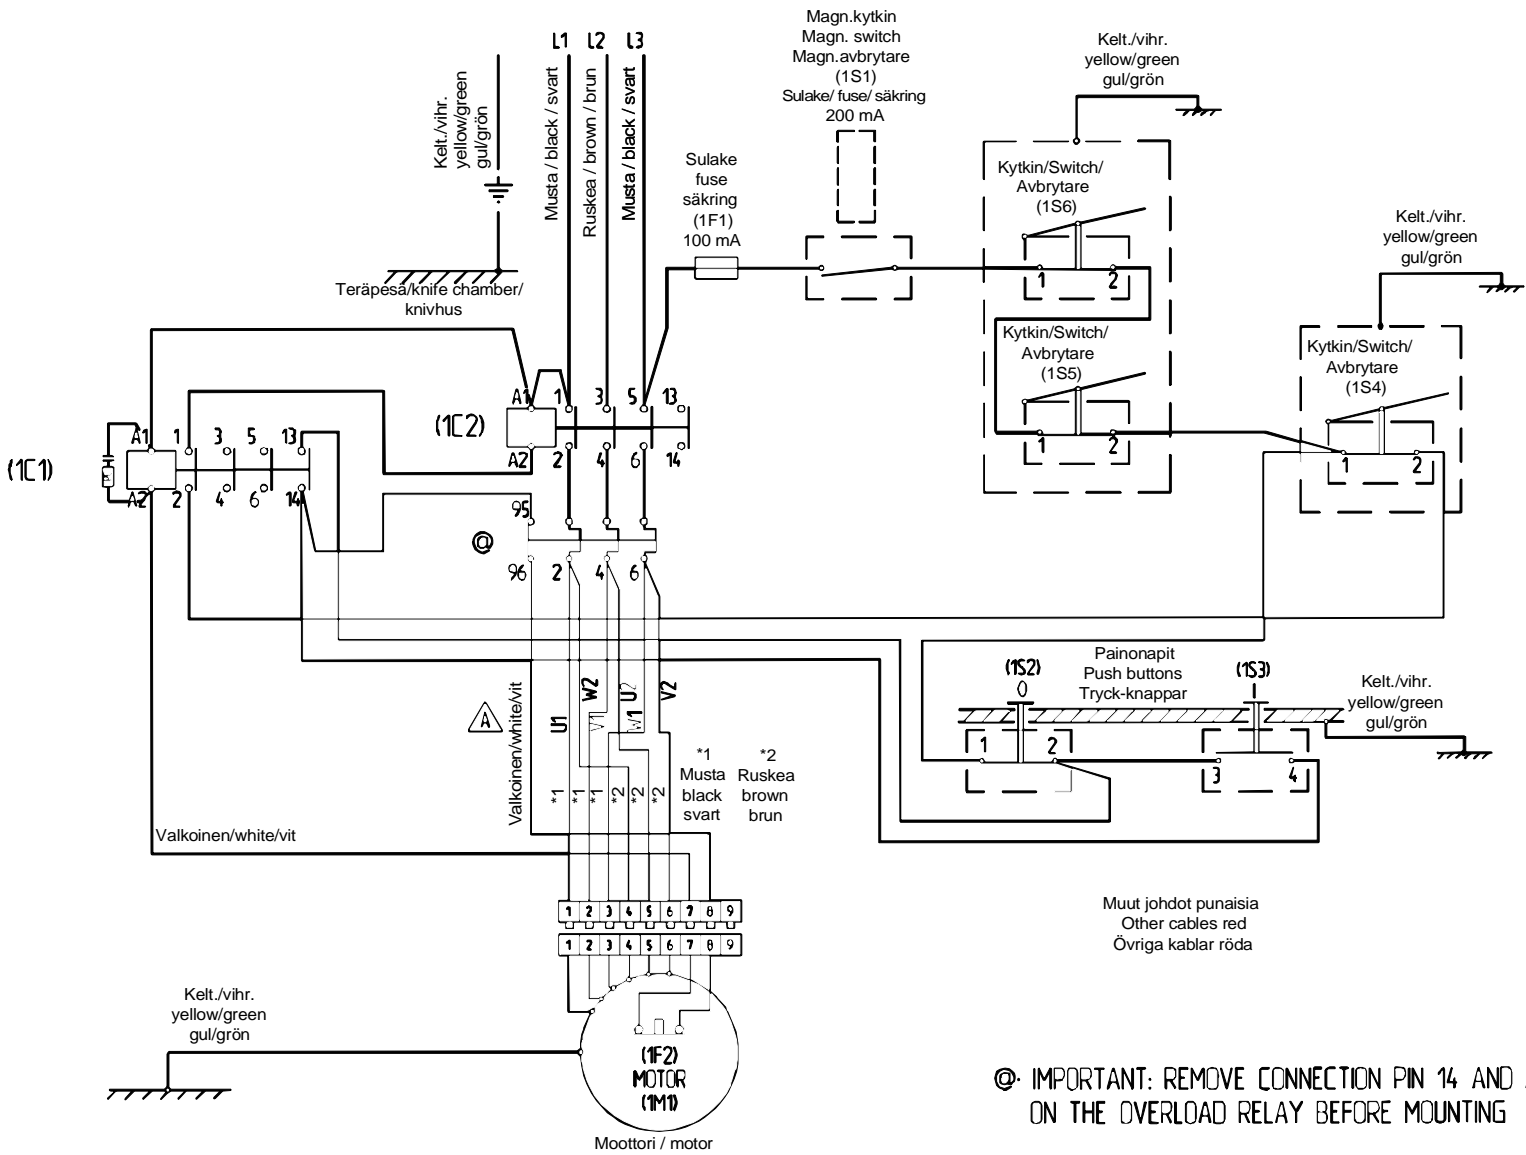 Magn.kytkin
Magn. switch
Magn.avbrytare
(1S1)
Sulake/ fuse/ säkring
200 mA
L1 L2 L3
Kelt./vihr.
yellow/green
gul/grön
Kelt./vihr.
yellow/green
gul/grön
Musta / black / svart
Ruskea / brown / brun
Musta / black / svart
Sulake
fuse
säkring
(1F1)
100 mA
Kytkin/Switch/
Avbrytare
(1S6)
1 2
Kelt./vihr.
yellow/green
gul/grön
Teräpesä/knife chamber/
knivhus
Kytkin/Switch/
Avbrytare
(1S5)
1 2
Kytkin/Switch/
Avbrytare
(1S4)
1 2
(1C2)
A1 1 3 5 13
A2 2 4 6 14
(1C1)
A1 1 3 5 13
A2 2 4 6 14
95
@
96 2 4 6
Painonapit
Push buttons
Tryck-knappar
(1S2)
0
(1S3)
I
Kelt./vihr.
yellow/green
gul/grön
1 2
3 4
A
Valkoinen/white/vit
U1
W2
V1
U2
W1
V2
*1 *1 *1 *2 *2 *2
*1
Musta
black
svart
*2
Ruskea
brown
brun
Valkoinen/white/vit
1 2 3 4 5 6 7 8 9
1 2 3 4 5 6 7 8 9
Muut johdot punaisia
Other cables red
Övriga kablar röda
Kelt./vihr.
yellow/green
gul/grön
(1F2)
MOTOR
(1M1)
Moottori / motor
@· IMPORTANT: REMOVE CONNECTION PIN 14 AND
ON THE OVERLOAD RELAY BEFORE MOUNTING